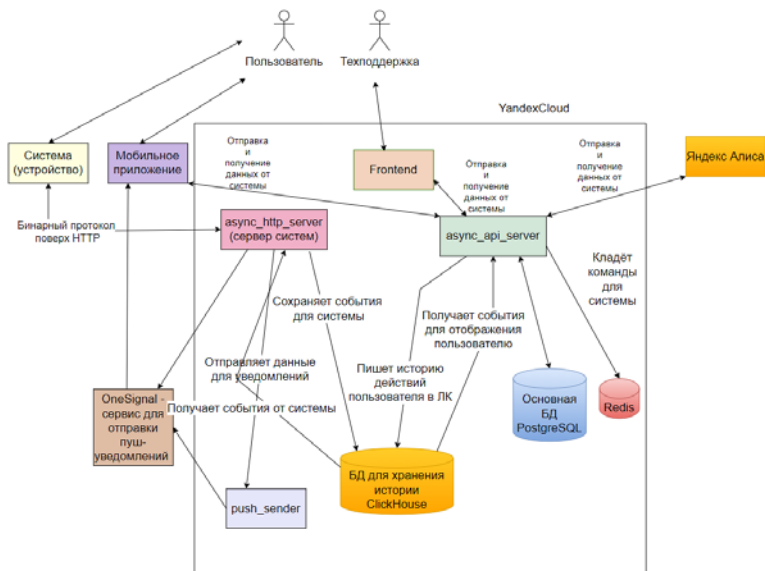 Пользователь
Техподдержка
YandexCloud
Система
(устройство)
Мобильное
приложение
Отправка
и
получение
данных от
системы
Frontend
Отправка
и
получение
данных от
системы
Отправка
и
получение
данных от
системы
Яндекс Алиса
Бинарный протокол
поверх HTTP
async_http_server
(сервер систем)
async_api_server
Кладёт
команды
для
системы
Сохраняет события
для системы
Получает события
для отображения
пользователю
Отправляет данные
для уведомлений
Пишет историю
действий
пользователя в ЛК
OneSignal -
сервис для
отправки
пуш-
уведомлений
Получает события от системы
Основная
БД
PostgreSQL
Redis
БД для хранения
истории
ClickHouse
push_sender